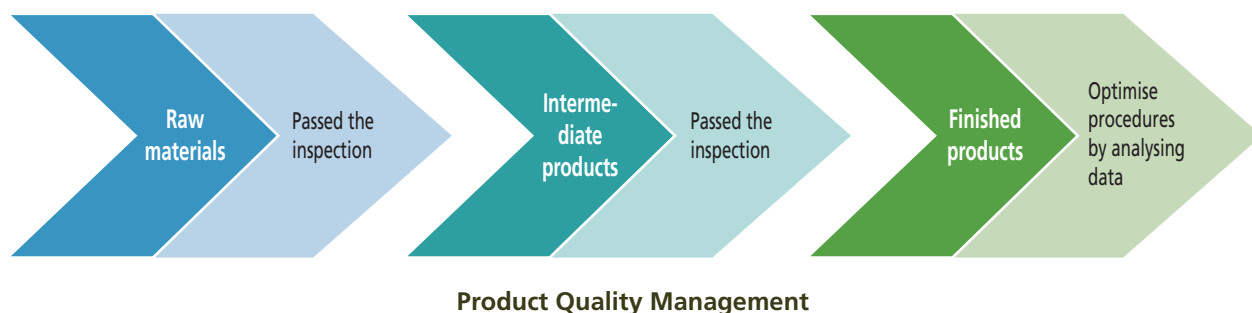 Raw
materials
Passed the
inspection
Interme-
diate
products
Passed the
inspection
Finished
products
Optimise
procedures
by analysing
data
Product Quality Management